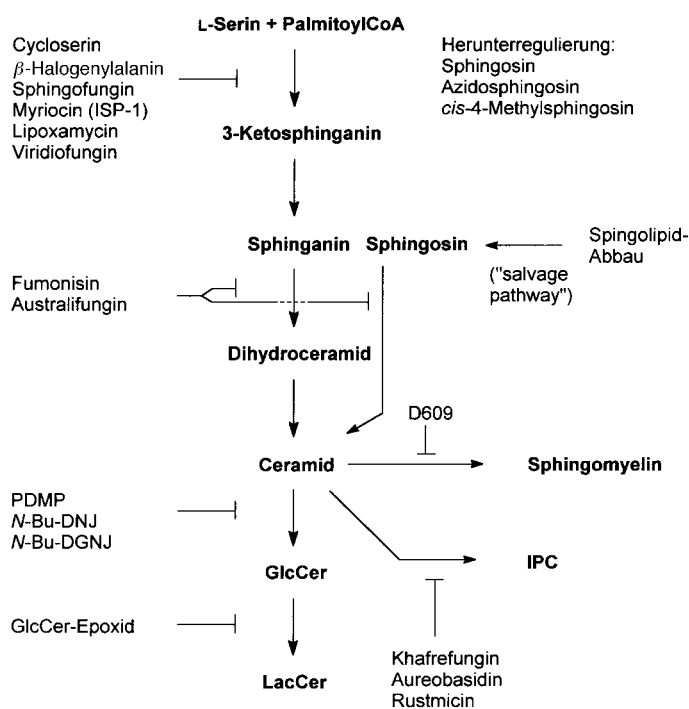 L-Serin + PalmitoylCoA
Cycloserin
β-Halogenylalanin
Sphingofungin
Myriocin (ISP-1)
Lipoxamycin
Viridiofungin
Herunterregulierung:
Sphingosin
Azidosphingosin
cis-4-Methylsphingosin
3-Ketosphinganin
Sphinganin Sphingosin
Spingolipid-
Abbau
("salvage
pathway")
Fumonisin
Australifungin
Dihydroceramid
D609
Ceramid
Sphingomyelin
PDMP
N-Bu-DNJ
N-Bu-DGNJ
IPC
GlcCer
GlcCer-Epoxid
Khafrefungin
Aureobasidin
Rustmicin
LacCer